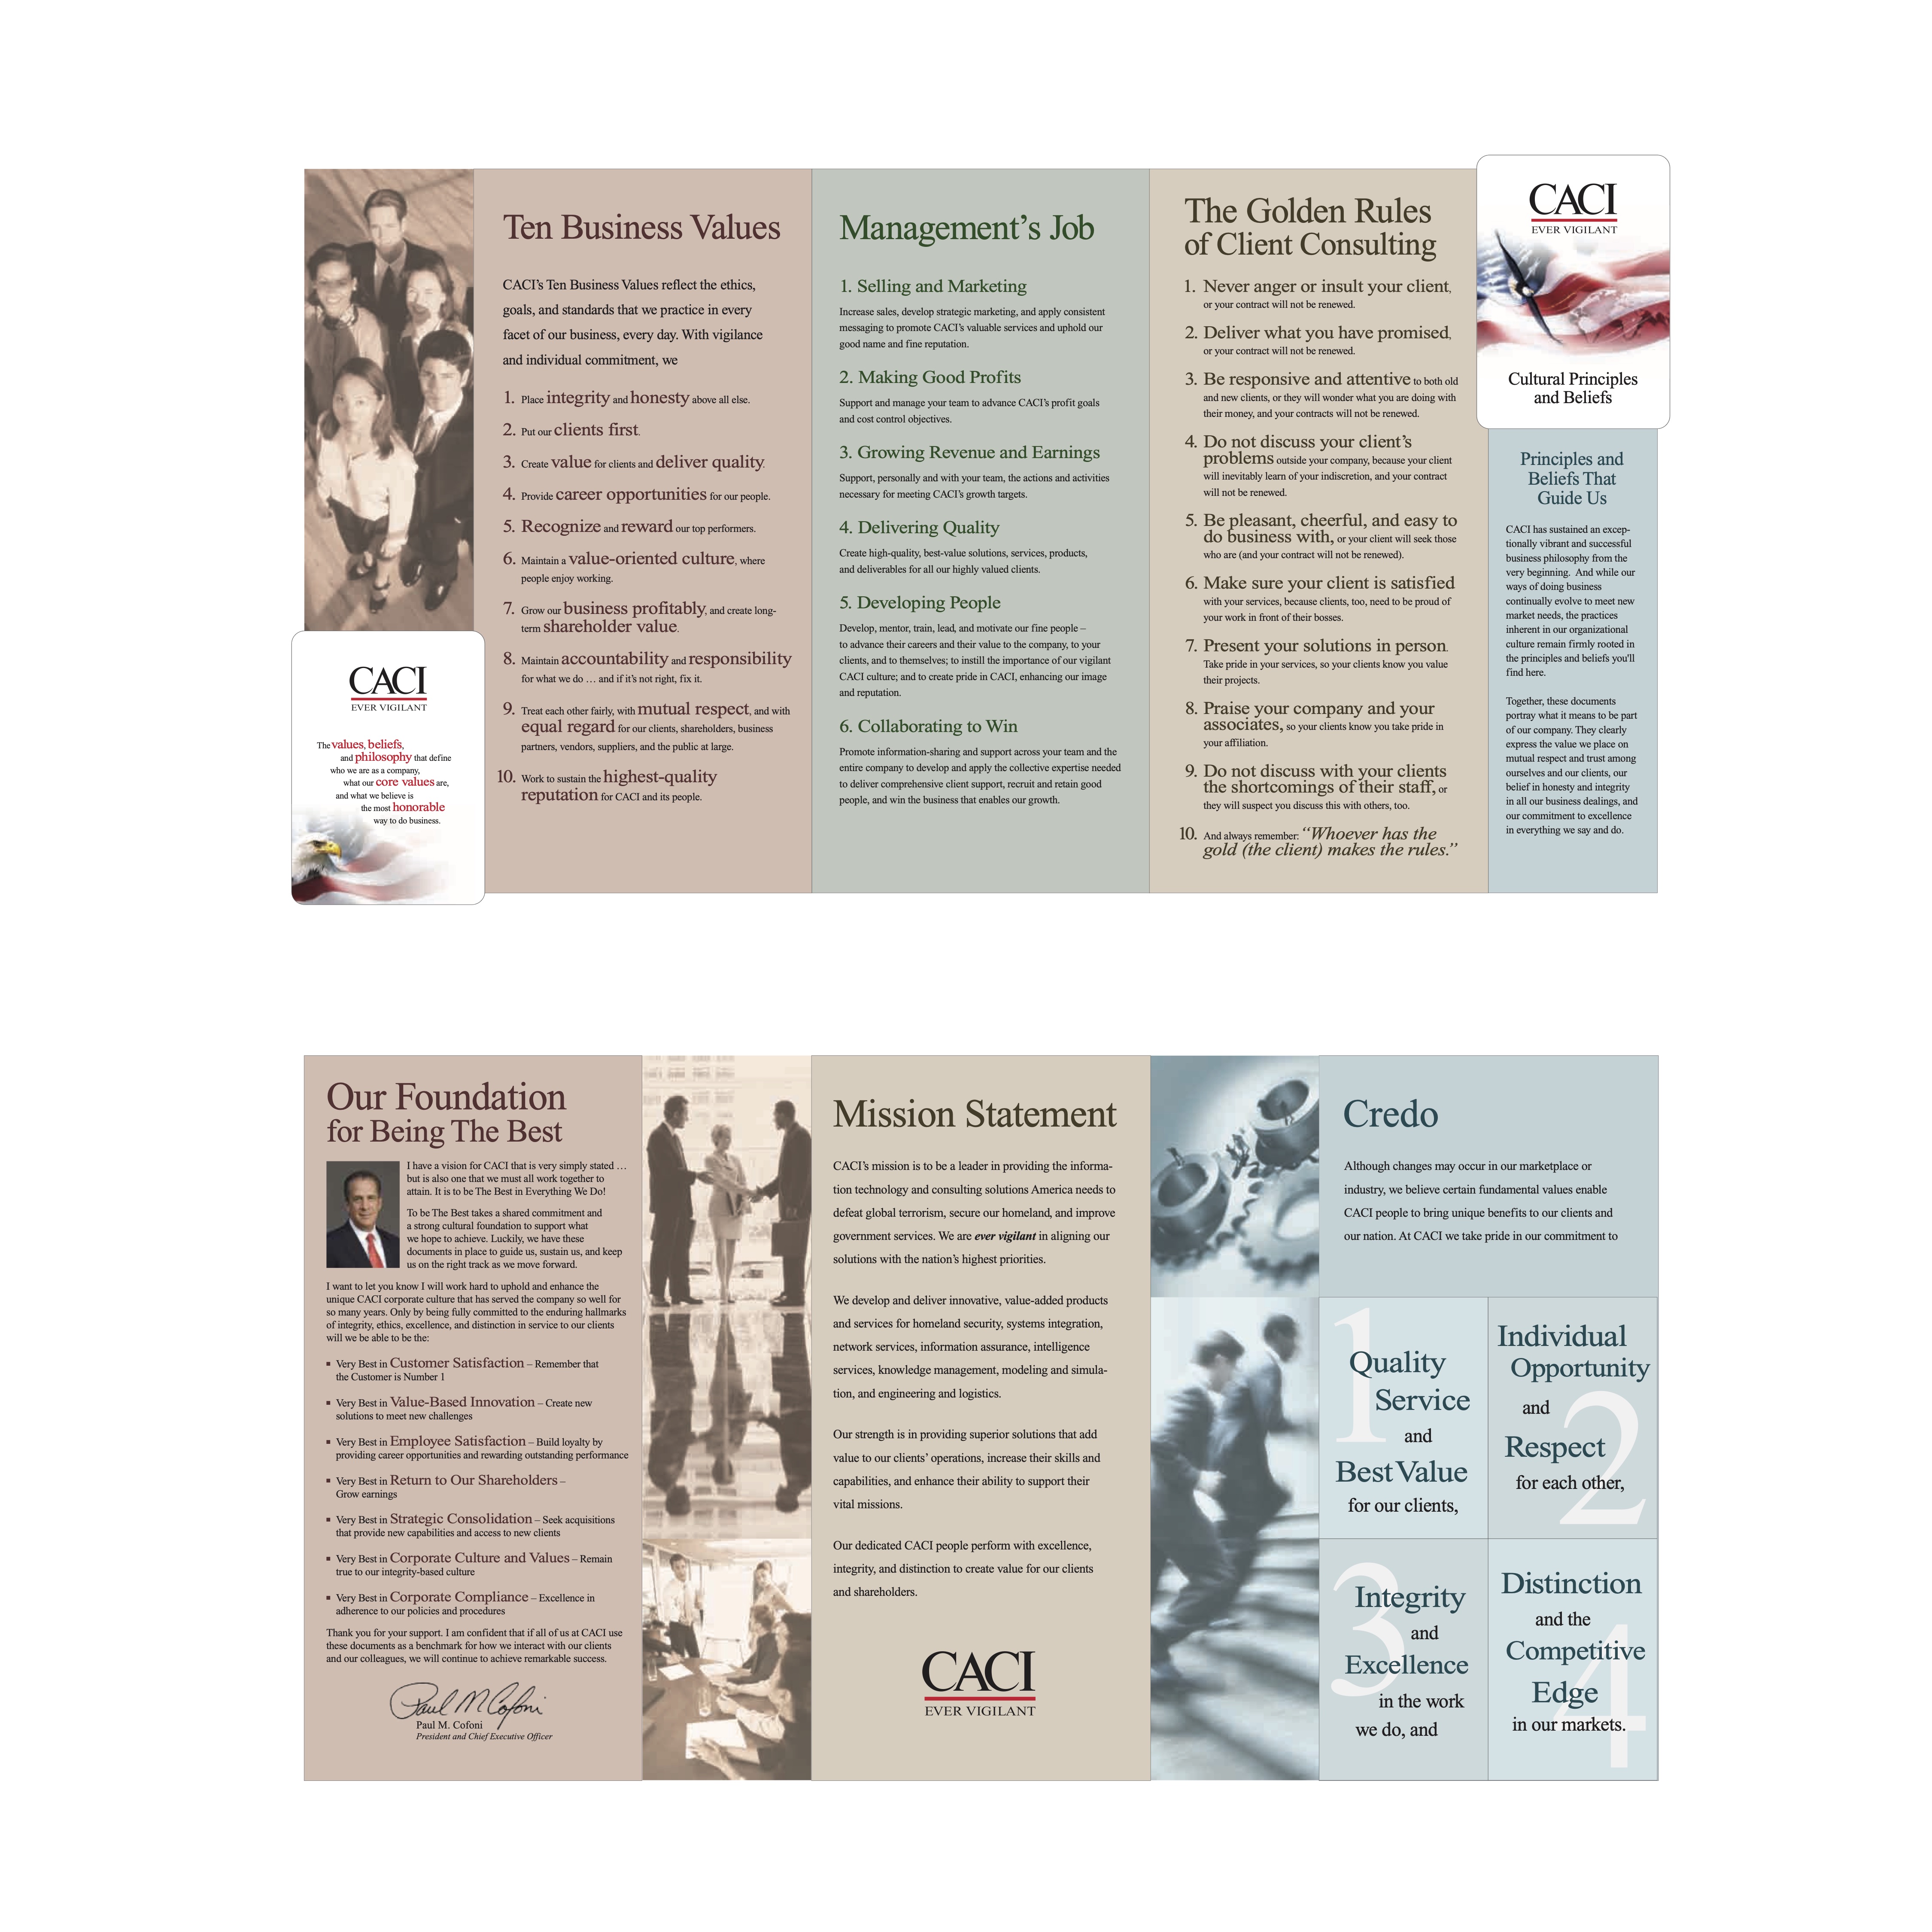 CACI
EVER VIGILANT
The values, beliefs,
and philosophy that define
who we are as a company,
what our core values are,
and what we believe is
the most honorable
way to do business.
Ten Business Values
CACI’s Ten Business Values reflect the ethics,
goals, and standards that we practice in every
facet of our business, every day. With vigilance
and individual commitment, we
1. Place integrity and honesty above all else.
2. Put our clients first.
3. Create value for clients and deliver quality.
4. Provide career opportunities for our people.
5. Recognize and reward our top performers.
6. Maintain a value-oriented culture, where
people enjoy working.
7. Grow our business profitably, and create long-
term shareholder value.
8. Maintain accountability and responsibility
for what we do … and if it’s not right, fix it.
9. Treat each other fairly, with mutual respect, and with
equal regard for our clients, shareholders, business
partners, vendors, suppliers, and the public at large.
10. Work to sustain the highest-quality
reputation for CACI and its people.
Management’s Job
1. Selling and Marketing
Increase sales, develop strategic marketing, and apply consistent
messaging to promote CACI’s valuable services and uphold our
good name and fine reputation.
2. Making Good Profits
Support and manage your team to advance CACI’s profit goals
and cost control objectives.
3. Growing Revenue and Earnings
Support, personally and with your team, the actions and activities
necessary for meeting CACI’s growth targets.
4. Delivering Quality
Create high-quality, best-value solutions, services, products,
and deliverables for all our highly valued clients.
5. Developing People
Develop, mentor, train, lead, and motivate our fine people –
to advance their careers and their value to the company, to your
clients, and to themselves; to instill the importance of our vigilant
CACI culture; and to create pride in CACI, enhancing our image
and reputation.
6. Collaborating to Win
Promote information-sharing and support across your team and the
entire company to develop and apply the collective expertise needed
to deliver comprehensive client support, recruit and retain good
people, and win the business that enables our growth.
The Golden Rules
of Client Consulting
1. Never anger or insult your client,
or your contract will not be renewed.
2. Deliver what you have promised,
or your contract will not be renewed.
3. Be responsive and attentive to both old
and new clients, or they will wonder what you are doing with
their money, and your contracts will not be renewed.
4. Do not discuss your client’s
problems outside your company, because your client
will inevitably learn of your indiscretion, and your contract
will not be renewed.
5. Be pleasant, cheerful, and easy to
do business with, or your client will seek those
who are (and your contract will not be renewed).
6. Make sure your client is satisfied
with your services, because clients, too, need to be proud of
your work in front of their bosses.
7. Present your solutions in person.
Take pride in your services, so your clients know you value
their projects.
8. Praise your company and your
associates, so your clients know you take pride in
your affiliation.
9. Do not discuss with your clients
the shortcomings of their staff, or
they will suspect you discuss this with others, too.
10. And always remember: “Whoever has the
gold (the client) makes the rules.”
CACI
EVER VIGILANT
Cultural Principles
and Beliefs
Principles and
Beliefs That
Guide Us
CACI has sustained an excep-
tionally vibrant and successful
business philosophy from the
very beginning. And while our
ways of doing business
continually evolve to meet new
market needs, the practices
inherent in our organizational
culture remain firmly rooted in
the principles and beliefs you'll
find here.
Together, these documents
portray what it means to be part
of our company. They clearly
express the value we place on
mutual respect and trust among
ourselves and our clients, our
belief in honesty and integrity
in all our business dealings, and
our commitment to excellence
in everything we say and do.
Our Foundation
for Being The Best
I have a vision for CACI that is very simply stated …
but is also one that we must all work together to
attain. It is to be The Best in Everything We Do!
To be The Best takes a shared commitment and
a strong cultural foundation to support what
we hope to achieve. Luckily, we have these
documents in place to guide us, sustain us, and keep
us on the right track as we move forward.
I want to let you know I will work hard to uphold and enhance the
unique CACI corporate culture that has served the company so well for
so many years. Only by being fully committed to the enduring hallmarks
of integrity, ethics, excellence, and distinction in service to our clients
will we be able to be the:
▪ Very Best in Customer Satisfaction – Remember that
the Customer is Number 1
▪ Very Best in Value-Based Innovation – Create new
solutions to meet new challenges
▪ Very Best in Employee Satisfaction – Build loyalty by
providing career opportunities and rewarding outstanding performance
▪ Very Best in Return to Our Shareholders –
Grow earnings
▪ Very Best in Strategic Consolidation – Seek acquisitions
that provide new capabilities and access to new clients
▪ Very Best in Corporate Culture and Values – Remain
true to our integrity-based culture
▪ Very Best in Corporate Compliance – Excellence in
adherence to our policies and procedures
Thank you for your support. I am confident that if all of us at CACI use
these documents as a benchmark for how we interact with our clients
and our colleagues, we will continue to achieve remarkable success.
Paul M Cofoni
Paul M. Cofoni
President and Chief Executive Officer
Mission Statement
CACI’s mission is to be a leader in providing the informa-
tion technology and consulting solutions America needs to
defeat global terrorism, secure our homeland, and improve
government services. We are ever vigilant in aligning our
solutions with the nation’s highest priorities.
We develop and deliver innovative, value-added products
and services for homeland security, systems integration,
network services, information assurance, intelligence
services, knowledge management, modeling and simula-
tion, and engineering and logistics.
Our strength is in providing superior solutions that add
value to our clients’ operations, increase their skills and
capabilities, and enhance their ability to support their
vital missions.
Our dedicated CACI people perform with excellence,
integrity, and distinction to create value for our clients
and shareholders.
CACI
EVER VIGILANT
Credo
Although changes may occur in our marketplace or
industry, we believe certain fundamental values enable
CACI people to bring unique benefits to our clients and
our nation. At CACI we take pride in our commitment to
1
Quality
Service
and
Best Value
for our clients,
2
Individual
Opportunity
and
Respect
for each other,
3
Integrity
and
Excellence
in the work
we do, and
4
Distinction
and the
Competitive
Edge
in our markets.